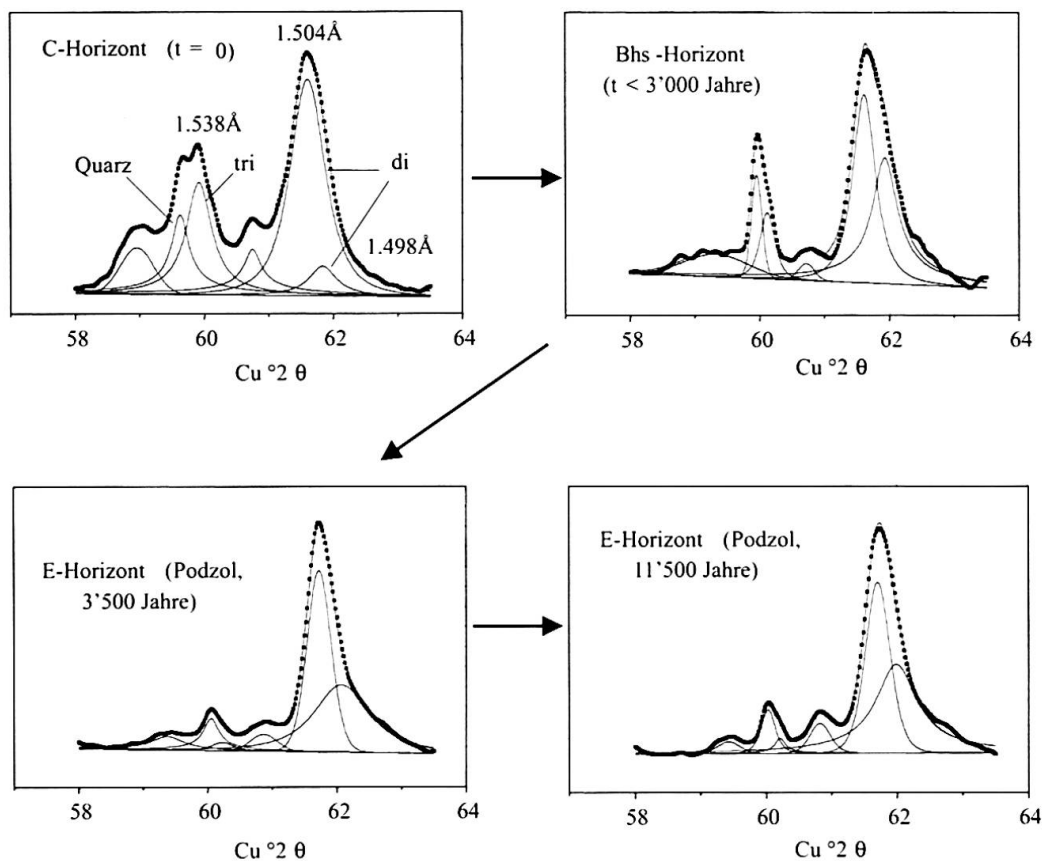 C-Horizont (t = 0)
1.504Å
1.538Å
Quarz
tri
di
1.498Å
58 60 62 64
Cu °2 θ
Bhs -Horizont
(t < 3’000 Jahre)
58 60 62 64
Cu °2 θ
E-Horizont (Podzol,
3’500 Jahre)
58 60 62 64
Cu °2 θ
E-Horizont (Podzol,
11’500 Jahre)
58 60 62 64
Cu °2 θ